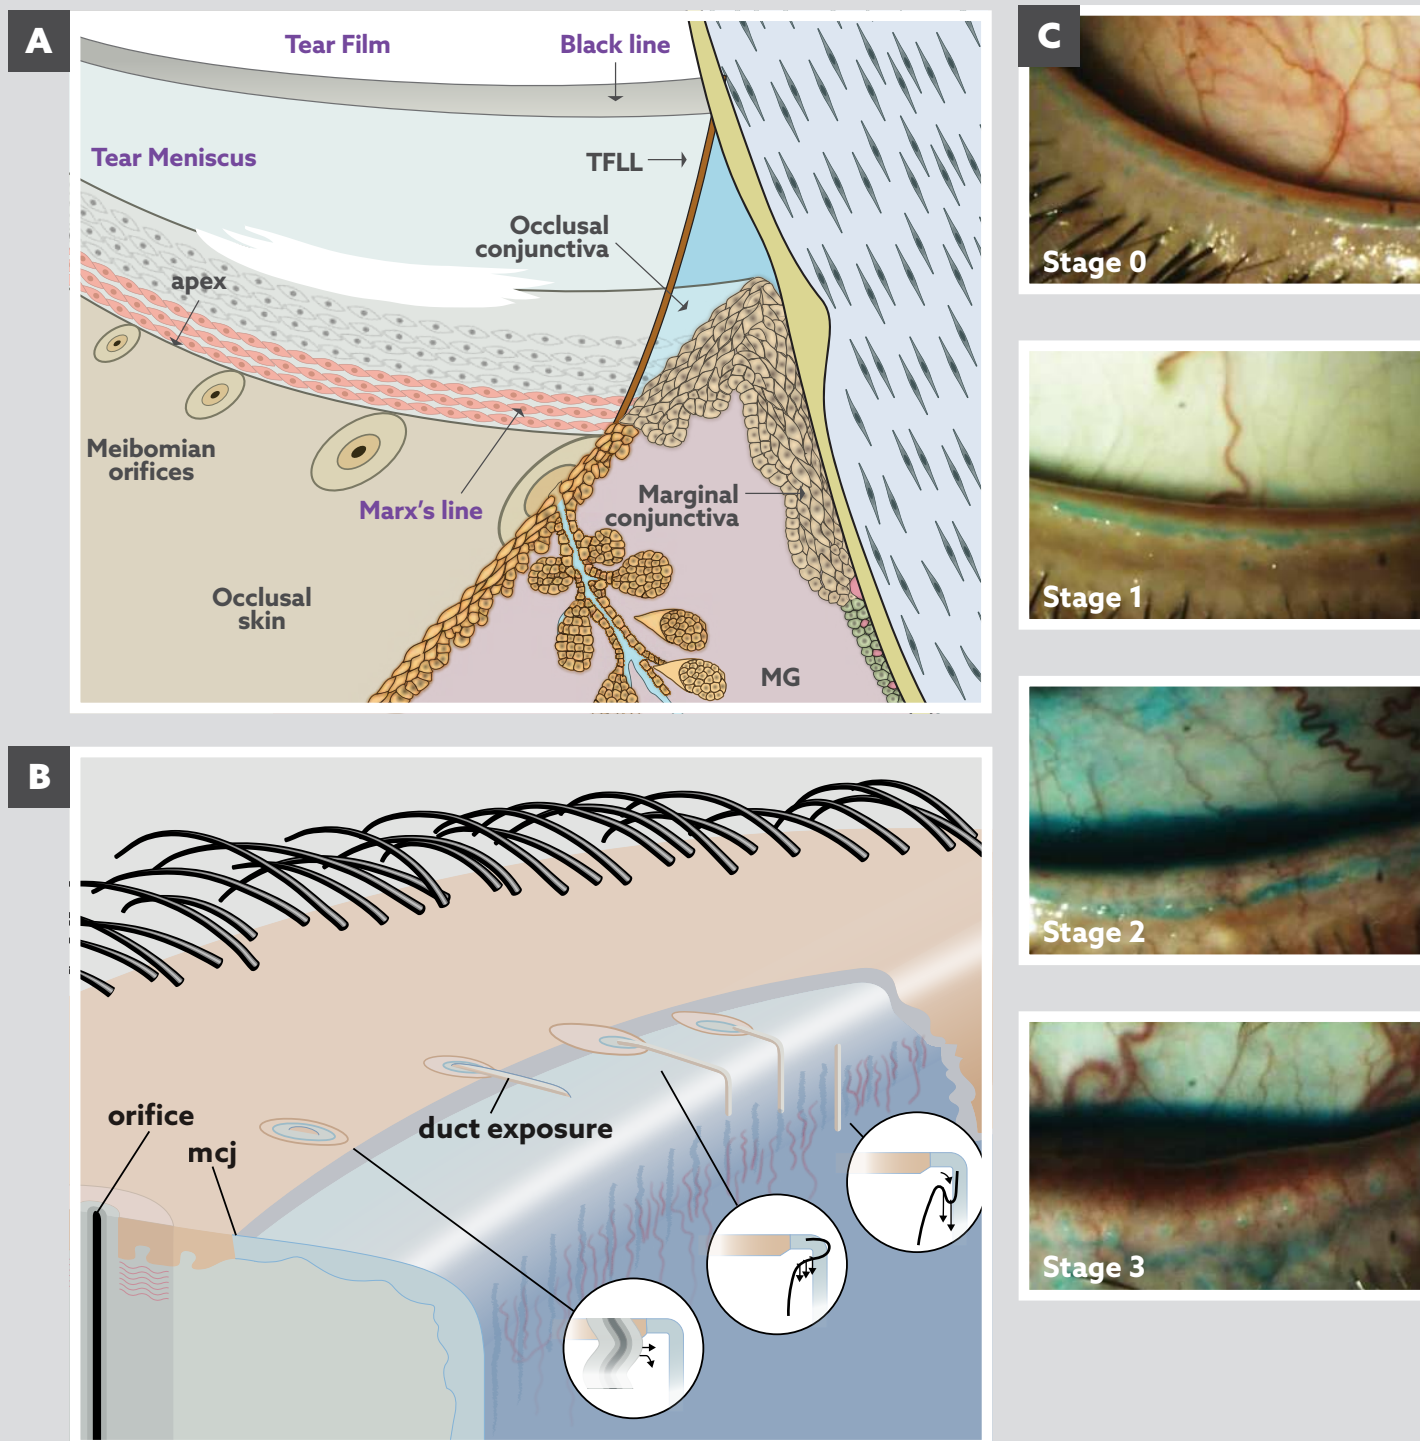 A
Tear Film
Black line
Tear Meniscus
TFLL
Occlusal
conjunctiva
apex
Meibomian
orifices
Marx's line
Marginal
conjunctiva
Occlusal
skin
MG
B
orifice
mcj
duct exposure
C
Stage 0
Stage 1
Stage 2
Stage 3